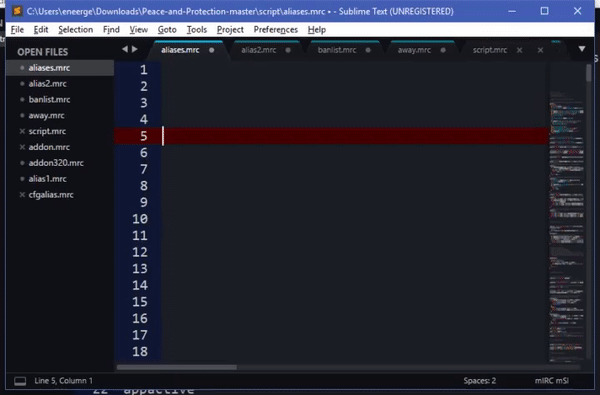 C:\Users\eneerge\Downloads\Peace-and-Protection-master\script\aliases.mrc • - Sublime Text (UNREGISTERED)
File Edit Selection Find View Goto Tools Project Preferences Help
OPEN FILES
aliases.mrc alias2.mrc banlist.mrc away.mrc script.mrc
aliases.mrc
alias2.mrc
banlist.mrc
away.mrc
script.mrc
addon.mrc
addon320.mrc
alias1.mrc
cfgalias.mrc
1
2
3
4
5
6
7
8
9
10
11
12
13
14
15
16
17
18
Line 5, Column 1 Spaces: 2 mIRC mSl
22 appactive